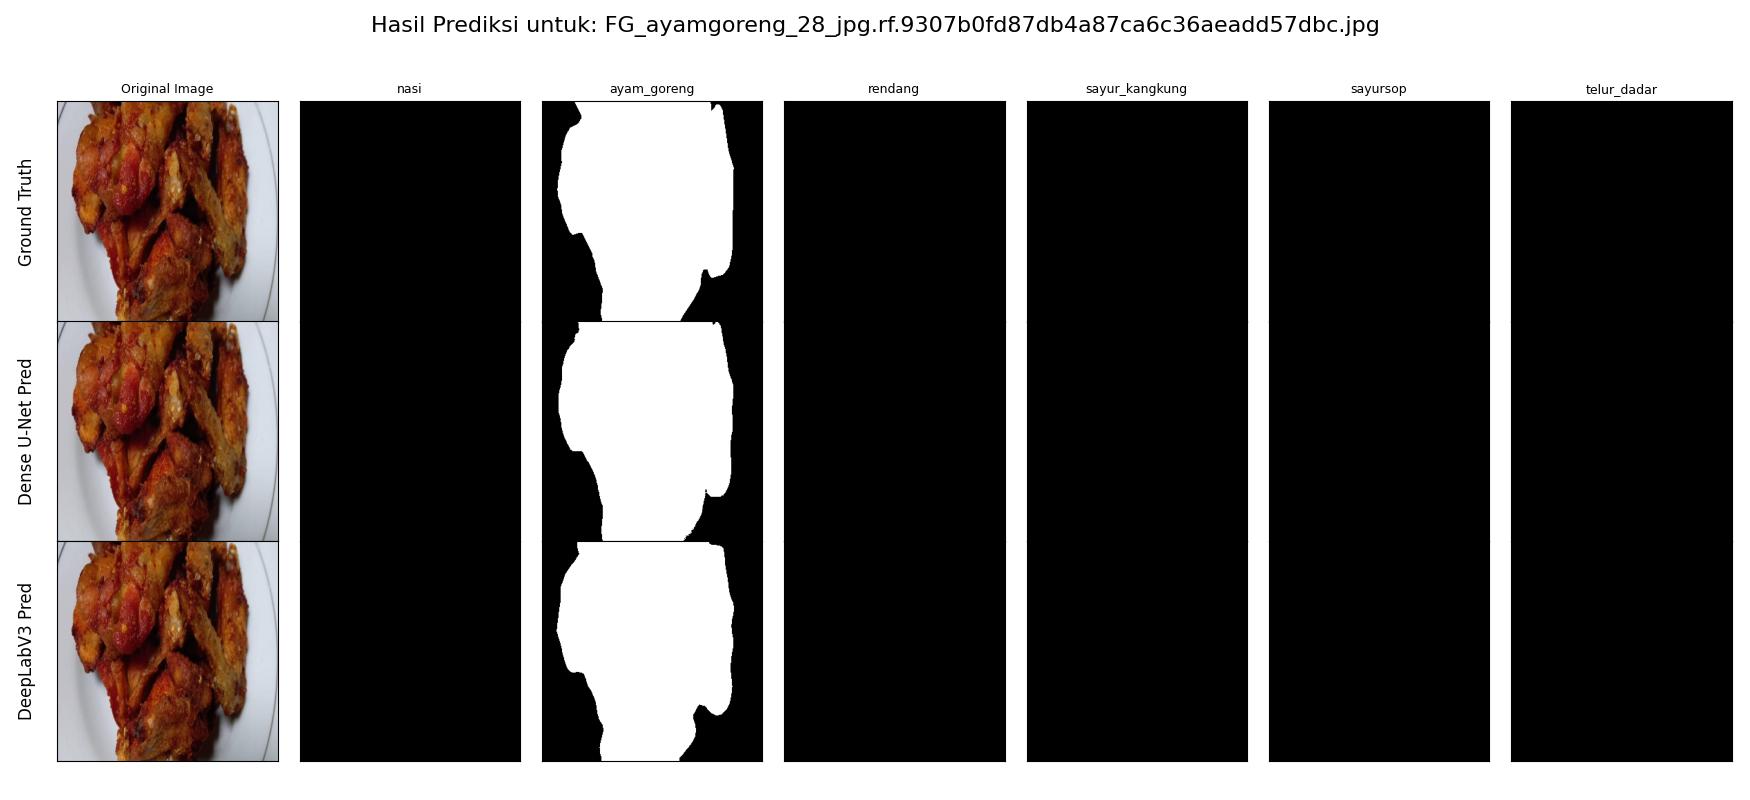 Hasil Prediksi untuk: FG_ayamgoreng_28_jpg.rf.9307b0fd87db4a87ca6c36aeadd57dbc.jpg
Original Image
nasi
ayam_goreng
rendang
sayur_kangkung
sayursop
telur_dadar
Ground Truth
Dense U-Net Pred
DeepLabV3 Pred